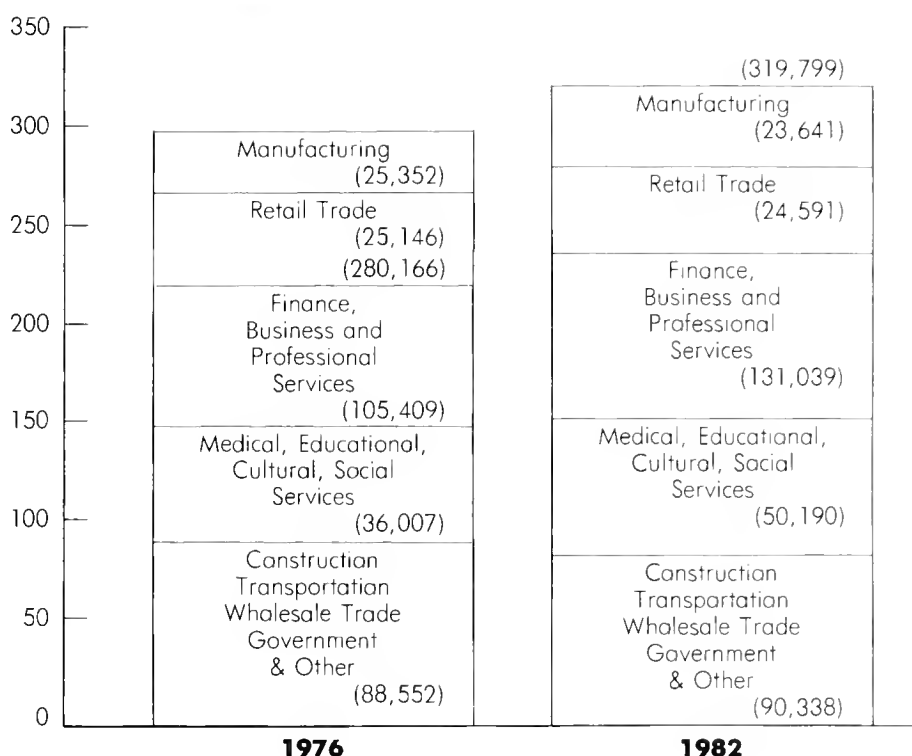 350
300
250
200
150
100
50
0
Manufacturing
(25,352)
Retail Trade
(25,146)
(280,166)
Finance,
Business and
Professional
Services
(105,409)
Medical, Educational,
Cultural, Social
Services
(36,007)
Construction
Transportation
Wholesale Trade
Government
& Other
(88,552)
1976
(319,799)
Manufacturing
(23,641)
Retail Trade
(24,591)
Finance,
Business and
Professional
Services
(131,039)
Medical, Educational,
Cultural, Social
Services
(50,190)
Construction
Transportation
Wholesale Trade
Government
& Other
(90,338)
1982